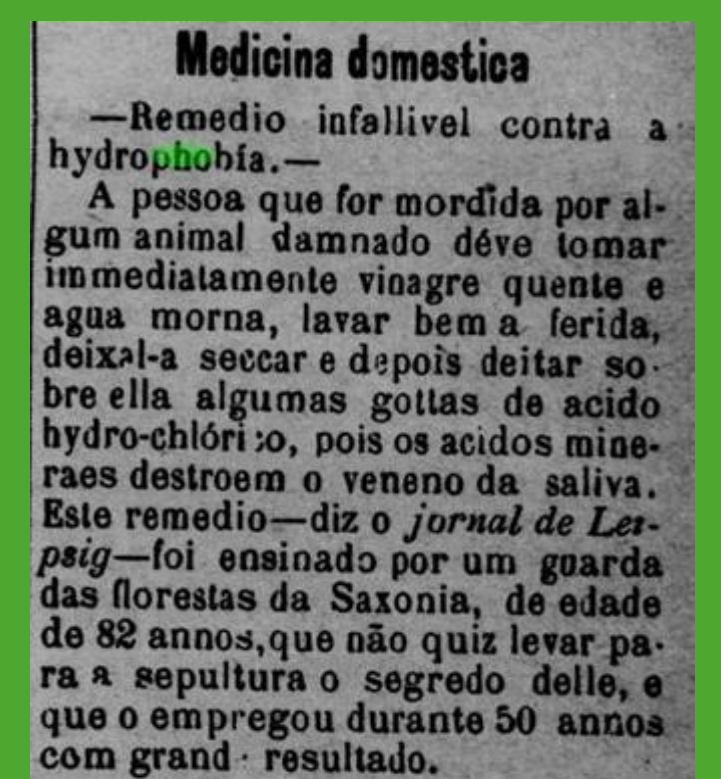 Medicina domestica
—Remedio infallivel contra a
hydrophobía.—
A pessoa que for mordida por al-
gum animal damnado déve tomar
immediatamente vinagre quente e
agua morna, lavar bem a ferida,
deixal-a seccar e depois deitar so-
bre ella algumas gottas de acido
hydro-chlórico, pois os acidos mine-
raes destroem o veneno da saliva.
Este remedio—diz o jornal de Lei-
psig—foi ensinado por um guarda
das florestas da Saxonia, de edade
de 82 annos, que não quiz levar pa-
ra a sepultura o segredo delle, e
que o empregou durante 50 annos
com grand resultado.